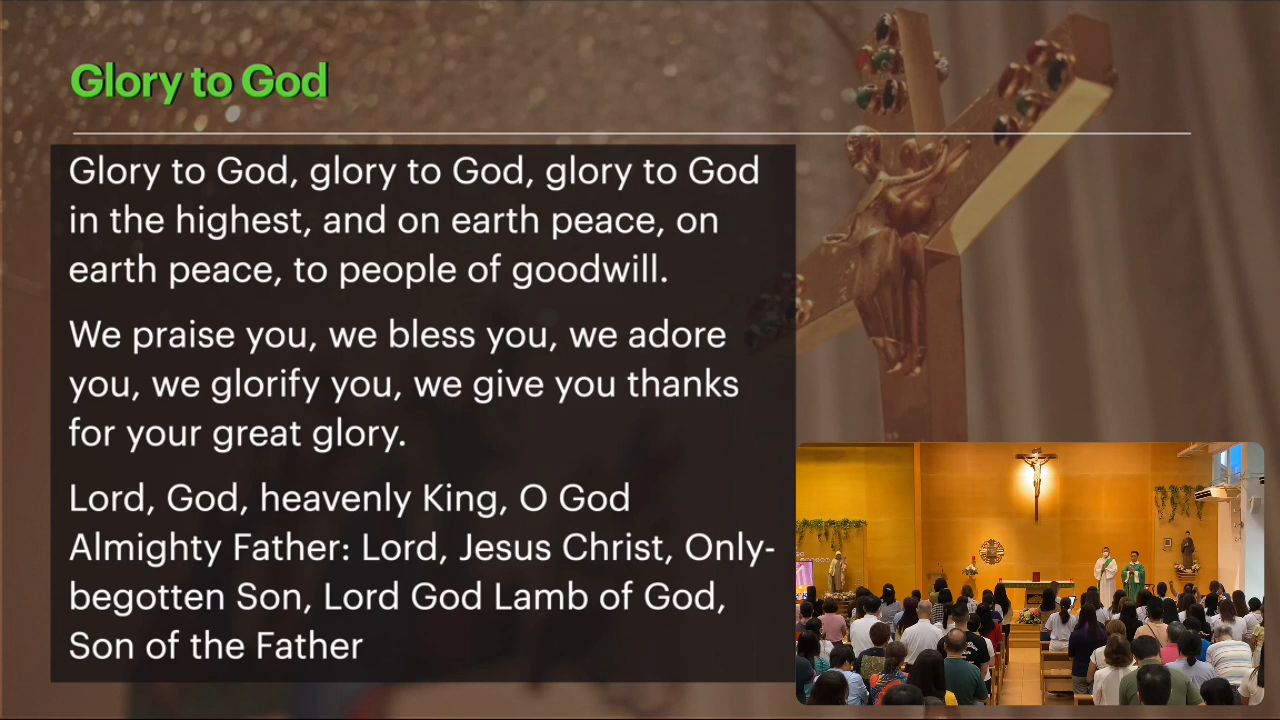 Glory to God
Glory to God, glory to God, glory to God
in the highest, and on earth peace, on
earth peace, to people of goodwill.
We praise you, we bless you, we adore
you, we glorify you, we give you thanks
for your great glory.
Lord, God, heavenly King, O God
Almighty Father: Lord, Jesus Christ, Only-
begotten Son, Lord God Lamb of God,
Son of the Father